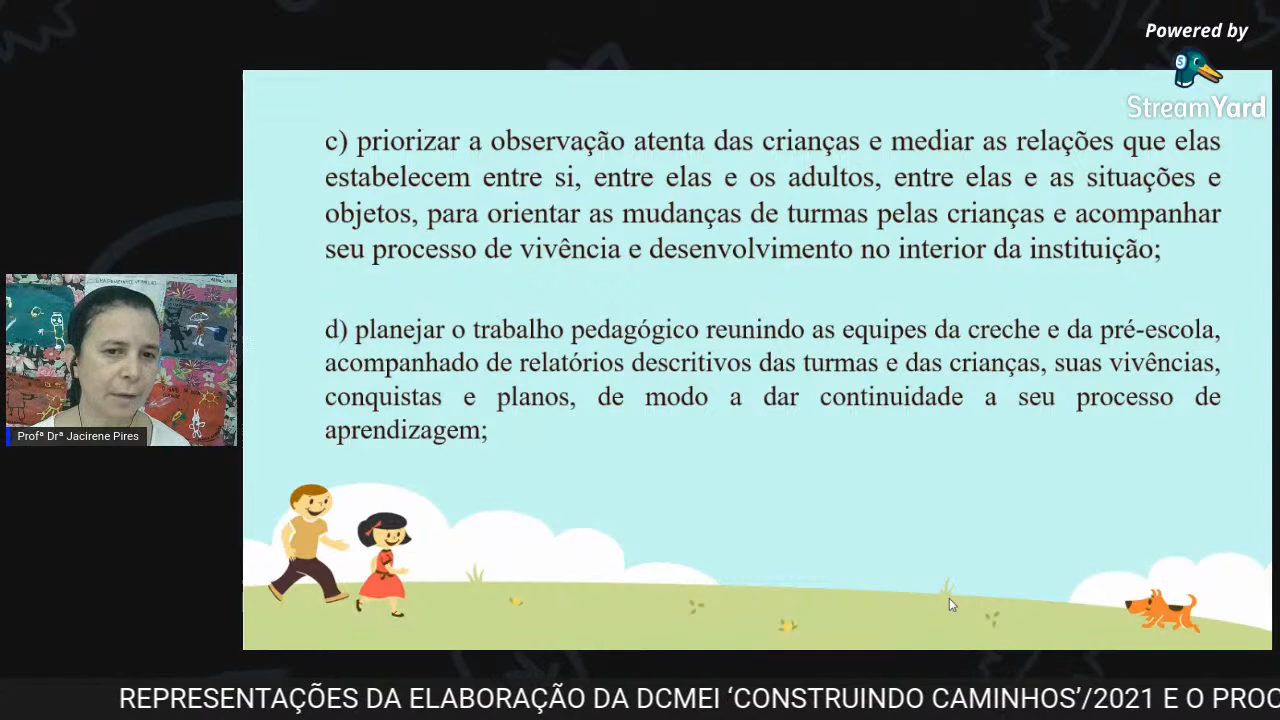 Powered by
StreamYard
c) priorizar a observação atenta das crianças e mediar as relações que elas
estabelecem entre si, entre elas e os adultos, entre elas e as situações e
objetos, para orientar as mudanças de turmas pelas crianças e acompanhar
seu processo de vivência e desenvolvimento no interior da instituição;
d) planejar o trabalho pedagógico reunindo as equipes da creche e da pré-escola,
acompanhado de relatórios descritivos das turmas e das crianças, suas vivências,
conquistas e planos, de modo a dar continuidade a seu processo de
aprendizagem;
Profª Drª Jacirene Pires
REPRESENTAÇÕES DA ELABORAÇÃO DA DCMEI ‘CONSTRUINDO CAMINHOS’/2021 E O PROC